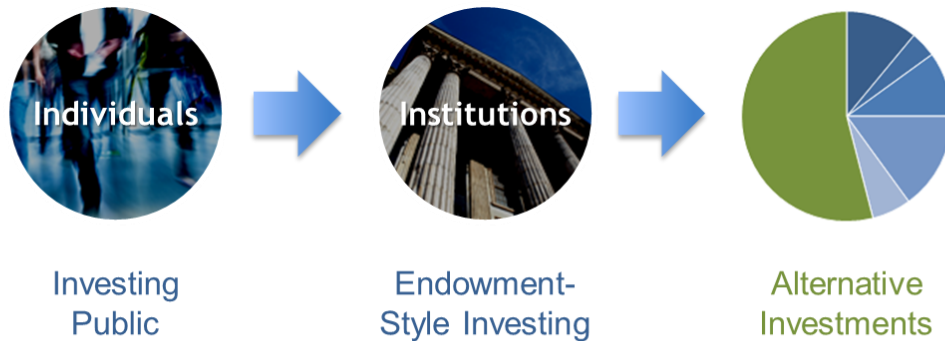 Individuals
Institutions
Investing
Public
Endowment-
Style Investing
Alternative
Investments